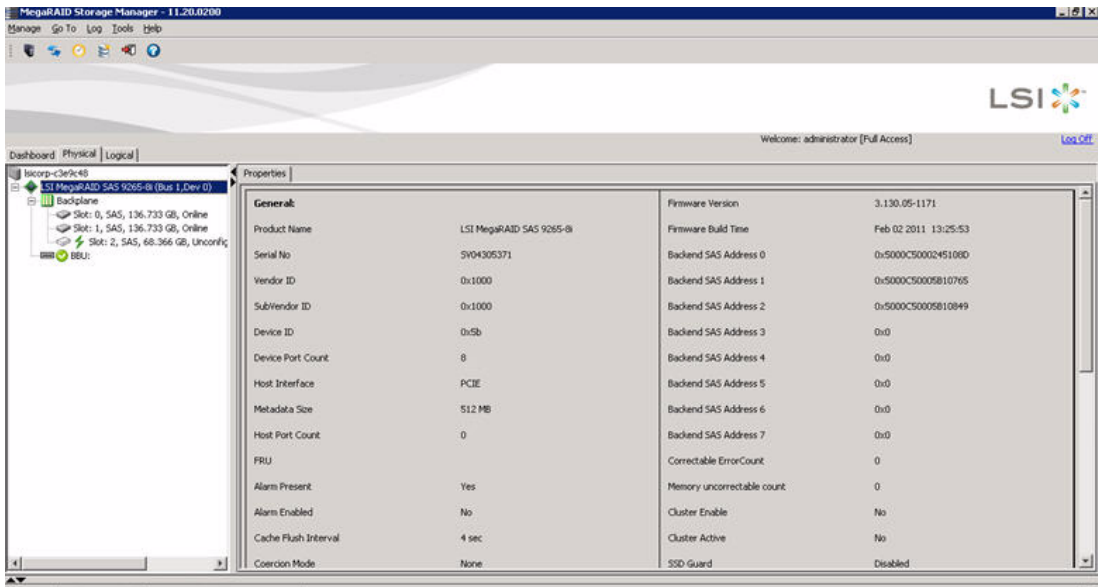 MegaRAID Storage Manager - 11.20.0200
Manage Go To Log Tools Help
LSI
Welcome: administrator [Full Access]
Log Off
Dashboard Physical Logical
lsicorp-c3e9c48
LSI MegaRAID SAS 9265-8i (Bus 1,Dev 0)
Backplane
Slot: 0, SAS, 136.733 GB, Online
Slot: 1, SAS, 136.733 GB, Online
Slot: 2, SAS, 68.366 GB, Unconfig
BBU:
Properties
General:
Product Name LSI MegaRAID SAS 9265-8i
Serial No SV04305371
Vendor ID 0x1000
SubVendor ID 0x1000
Device ID 0x5b
Device Port Count 8
Host Interface PCIE
Metadata Size 512 MB
Host Port Count 0
FRU
Alarm Present Yes
Alarm Enabled No
Cache Flush Interval 4 sec
Coercion Mode None
Firmware Version 3.130.05-1171
Firmware Build Time Feb 02 2011 13:25:53
Backend SAS Address 0 0x5000C5000245108D
Backend SAS Address 1 0x5000C50005810765
Backend SAS Address 2 0x5000C50005810849
Backend SAS Address 3 0x0
Backend SAS Address 4 0x0
Backend SAS Address 5 0x0
Backend SAS Address 6 0x0
Backend SAS Address 7 0x0
Correctable ErrorCount 0
Memory uncorrectable count 0
Cluster Enable No
Cluster Active No
SSD Guard Disabled